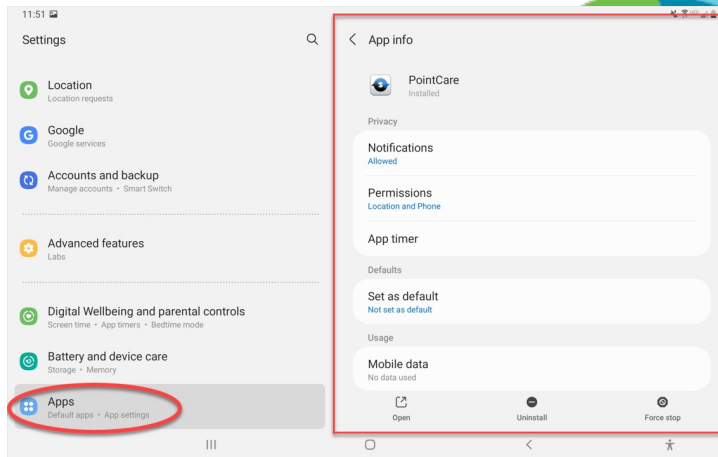 11:51
Settings
Location
Location requests
Google
Google services
Accounts and backup
Manage accounts • Smart Switch
Advanced features
Labs
Digital Wellbeing and parental controls
Screen time • App timers • Bedtime mode
Battery and device care
Storage • Memory
Apps
Default apps • App settings
App info
PointCare
Installed
Privacy
Notifications
Allowed
Permissions
Location and Phone
App timer
Defaults
Set as default
Not set as default
Usage
Mobile data
No data used
Open
Uninstall
Force stop